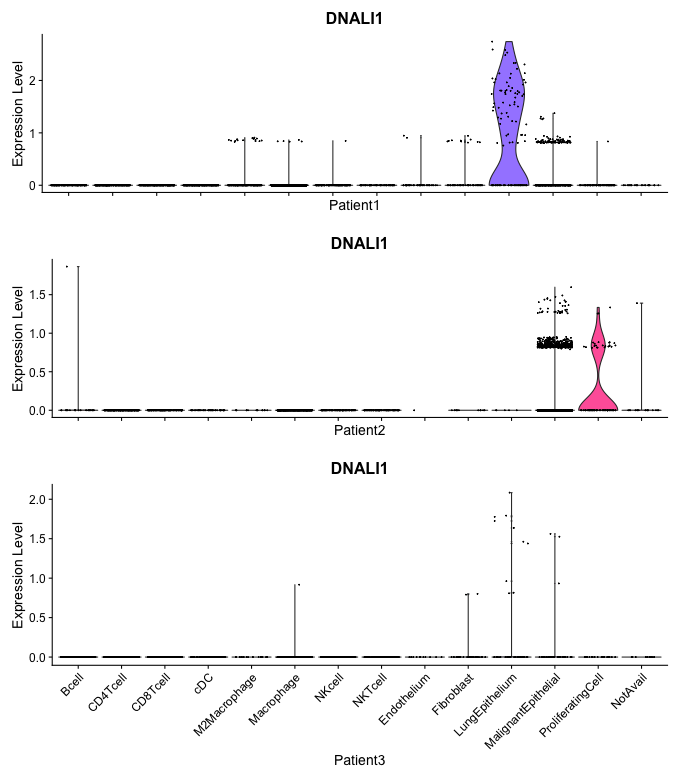 DNALI1
Expression Level
2
1
0
Patient1
DNALI1
Expression Level
1.5
1.0
0.5
0.0
Patient2
DNALI1
Expression Level
2.0
1.5
1.0
0.5
0.0
Bcell
CD4Tcell
CD8Tcell
cDC
M2Macrophage
Macrophage
NKcell
NKTcell
Endothelium
Fibroblast
LungEpithelium
MalignantEpithelial
ProliferatingCell
NotAvail
Patient3